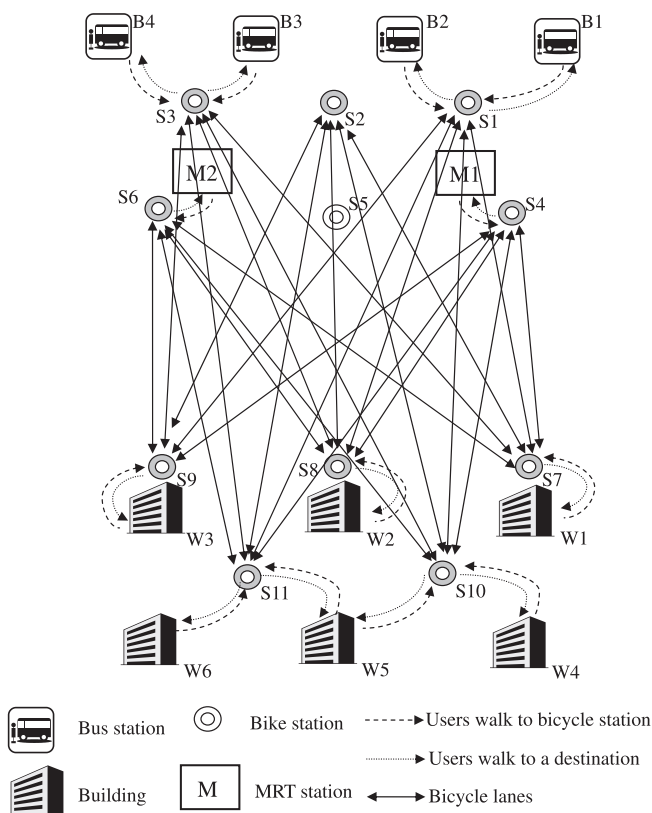 B4
B3
B2
B1
S3
S2
S1
M2
M1
S6
S5
S4
S9
S8
S7
W3
W2
W1
S11
S10
W6
W5
W4
Bus station
Bike station
Users walk to bicycle station
Users walk to a destination
Building
M
MRT station
Bicycle lanes